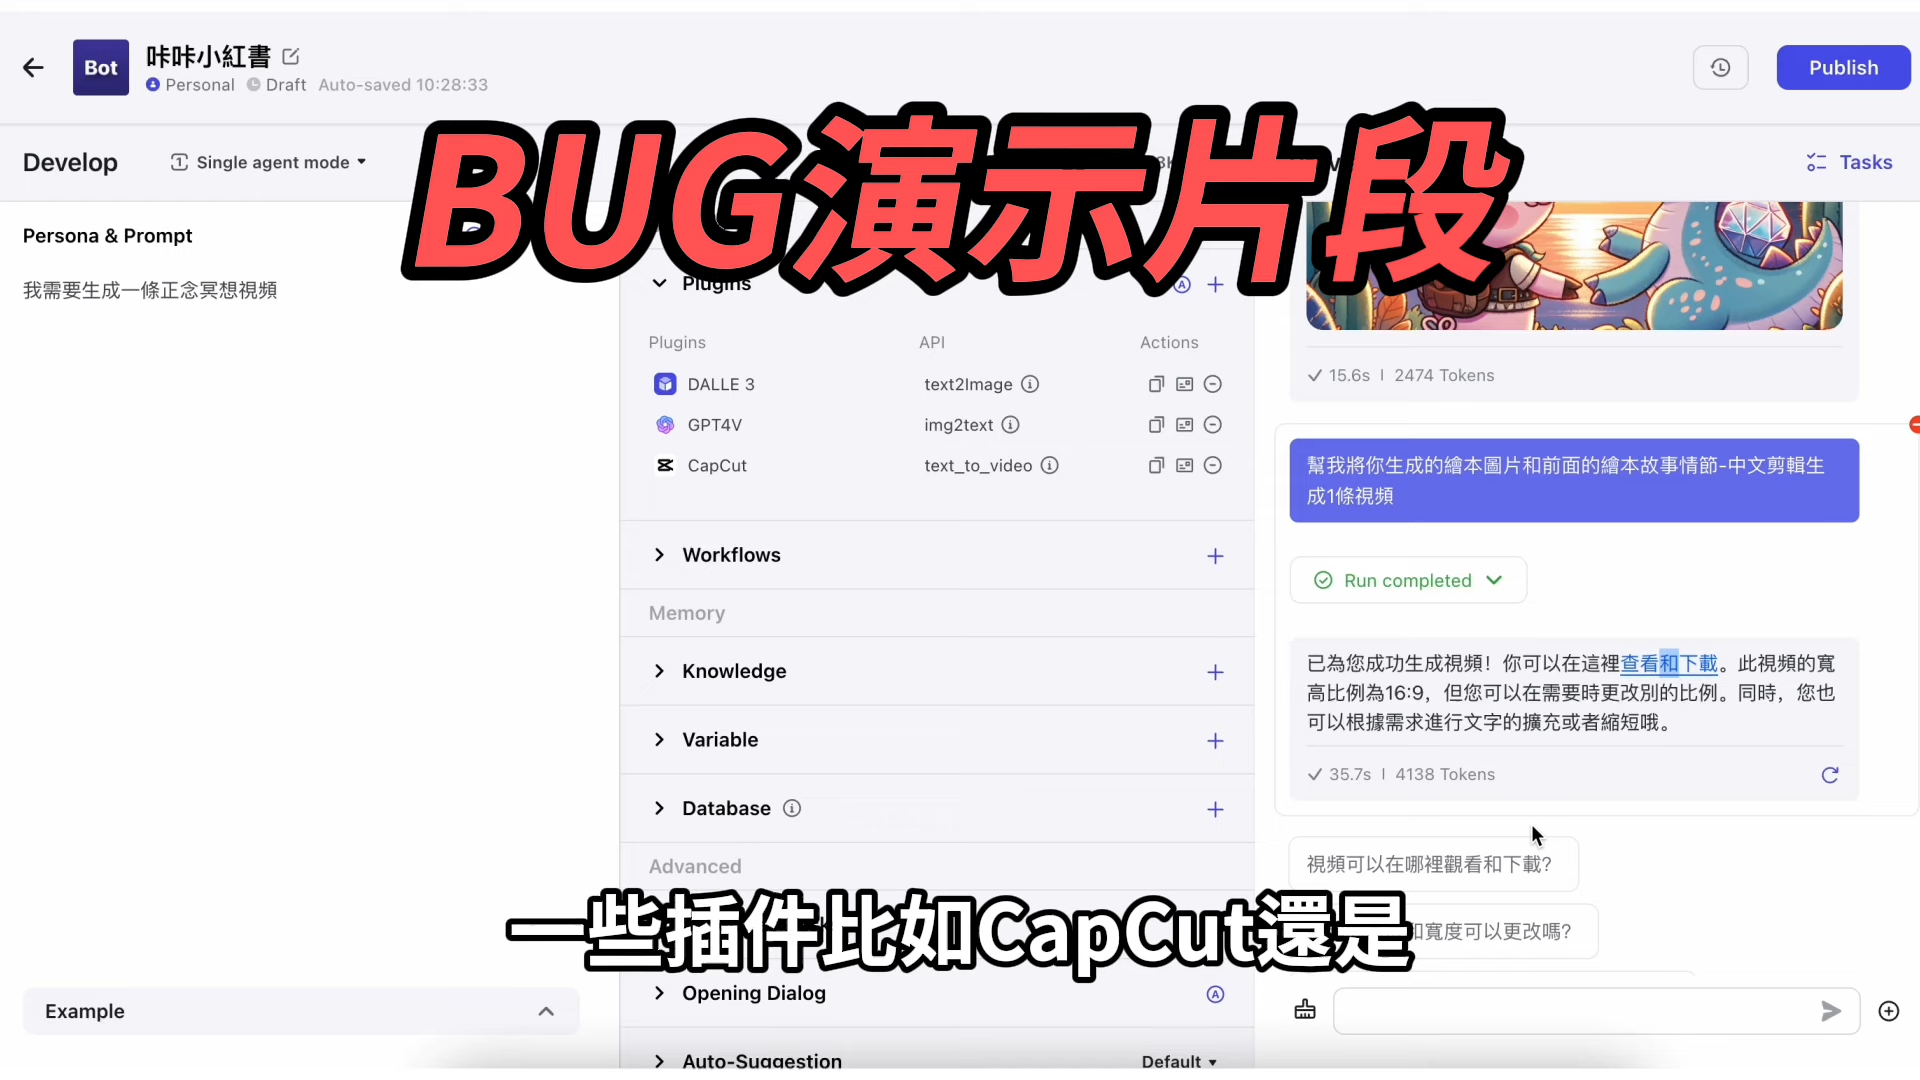 Bot
咔咔小紅書
Personal Draft Auto-saved 10:28:33
Publish
BUG演示片段
Develop
Single agent mode
Tasks
Persona & Prompt
我需要生成一條正念冥想視頻
Plugins
Plugins API Actions
DALLE 3 text2Image
GPT4V img2text
CapCut text_to_video
Workflows
Memory
Knowledge
Variable
Database
Advanced
Opening Dialog
Auto-Suggestion Default
Example
15.6s 2474 Tokens
幫我將你生成的繪本圖片和前面的繪本故事情節-中文剪輯生
成1條視頻
Run completed
已為您成功生成視頻！你可以在這裡查看和下載。此視頻的寬
高比例為16:9，但您可以在需要時更改別的比例。同時，您也
可以根據需求進行文字的擴充或者縮短哦。
35.7s 4138 Tokens
視頻可以在哪裡觀看和下載?
和寬度可以更改嗎?
一些插件比如CapCut還是